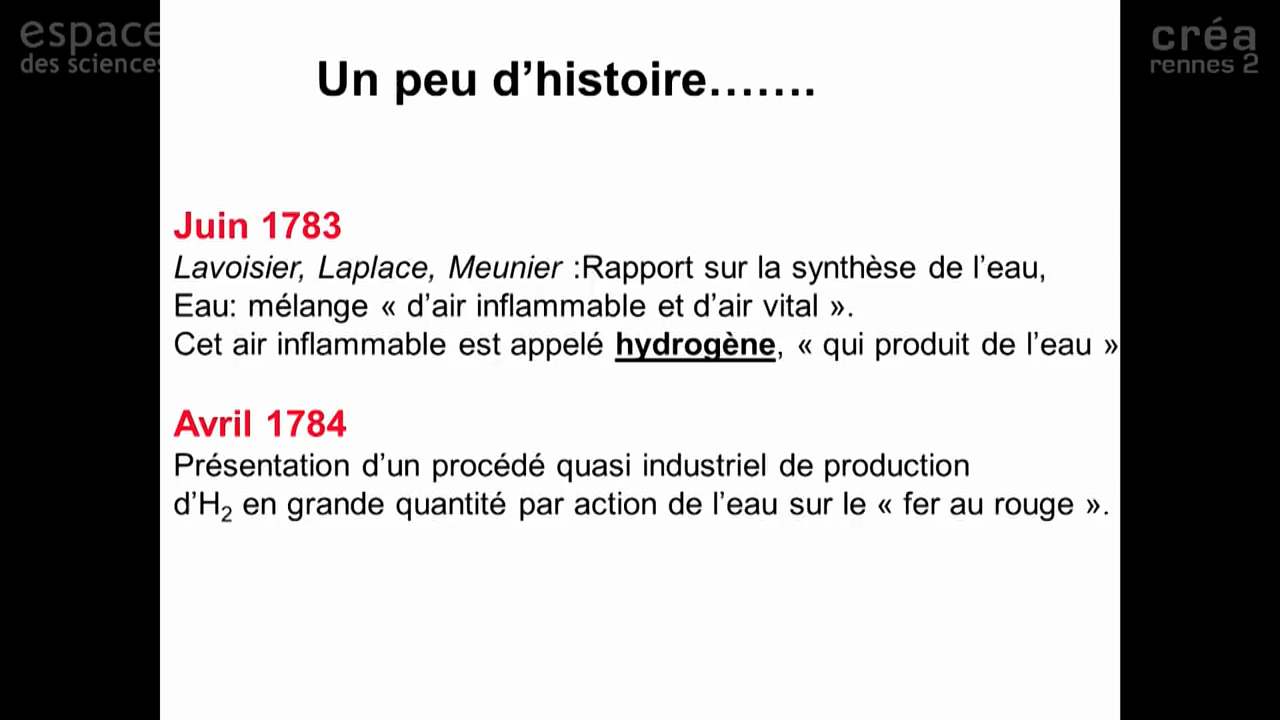 espace
des sciences
créa
rennes 2
Un peu d’histoire…….
Juin 1783
Lavoisier, Laplace, Meunier :Rapport sur la synthèse de l’eau,
Eau: mélange « d’air inflammable et d’air vital ».
Cet air inflammable est appelé hydrogène, « qui produit de l’eau »
Avril 1784
Présentation d’un procédé quasi industriel de production
d’H₂ en grande quantité par action de l’eau sur le « fer au rouge ».